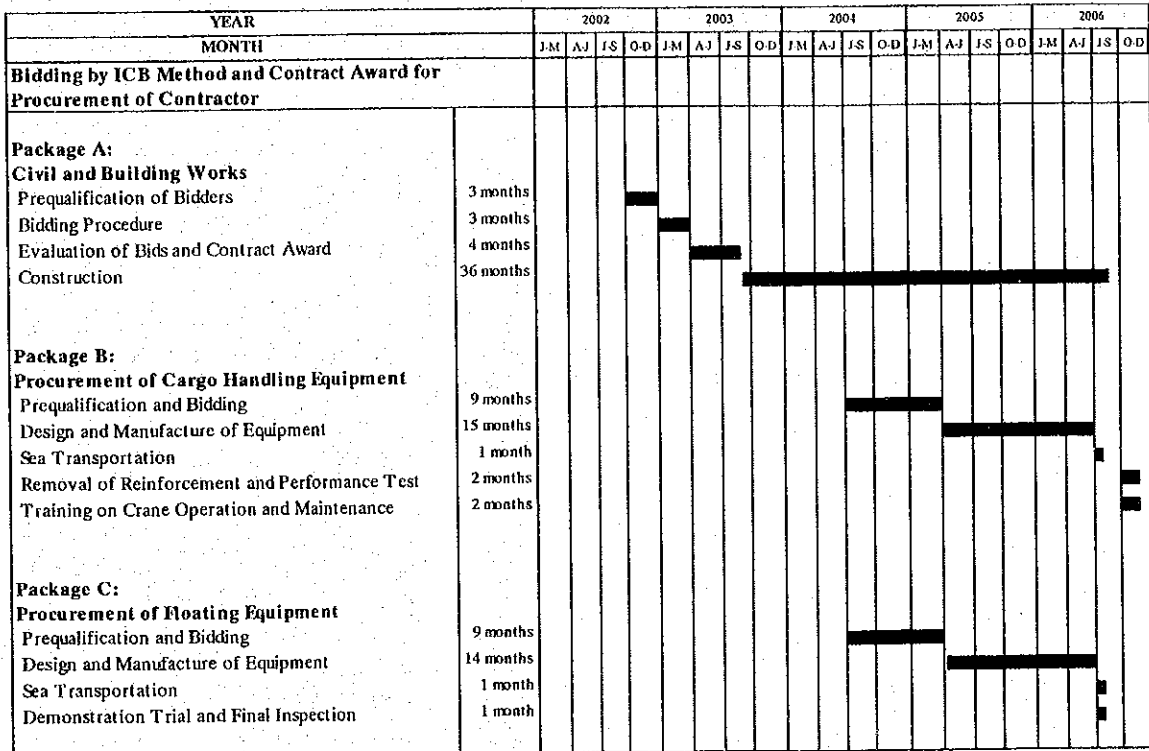 YEAR 2002 2003 2004 2005 2006
MONTH J-M A-J J-S O-D J-M A-J J-S O-D J-M A-J J-S O-D J-M A-J J-S O-D J-M A-J J-S O-D
Bidding by ICB Method and Contract Award for
Procurement of Contractor
Package A:
Civil and Building Works
Prequalification of Bidders 3 months
Bidding Procedure 3 months
Evaluation of Bids and Contract Award 4 months
Construction 36 months
Package B:
Procurement of Cargo Handling Equipment
Prequalification and Bidding 9 months
Design and Manufacture of Equipment 15 months
Sea Transportation 1 month
Removal of Reinforcement and Performance Test 2 months
Training on Crane Operation and Maintenance 2 months
Package C:
Procurement of Floating Equipment
Prequalification and Bidding 9 months
Design and Manufacture of Equipment 14 months
Sea Transportation 1 month
Demonstration Trial and Final Inspection 1 month